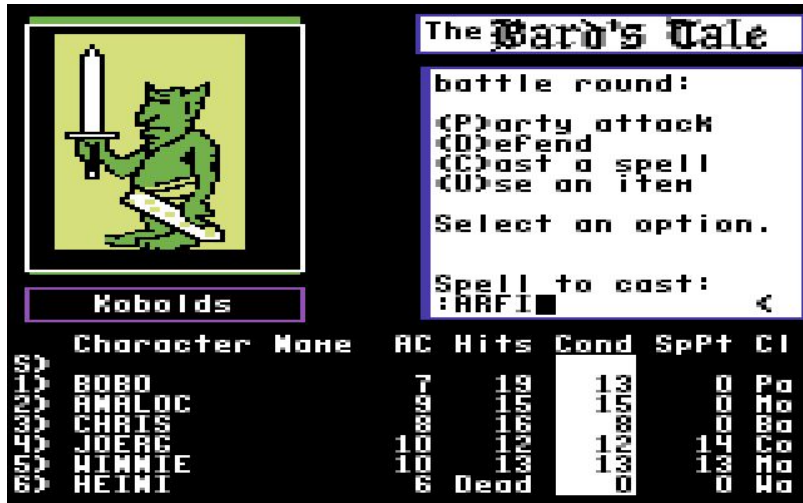 The Bard's Tale
battle round:
(P)arty attack
(D)efend
(C)ast a spell
(U)se an item
Select an option.
Spell to cast:
:ARFI <
Kobolds
Character Name AC Hits Cond SpPt Cl
S)
1) BOBO 7 19 13 0 Pa
2) AMALOC 9 15 15 0 Mo
3) CHRIS 8 16 8 0 Ba
4) JOERG 10 12 12 14 Co
5) WIMMIE 10 13 13 13 Ma
6) HEIMI 6 Dead 0 0 Wa